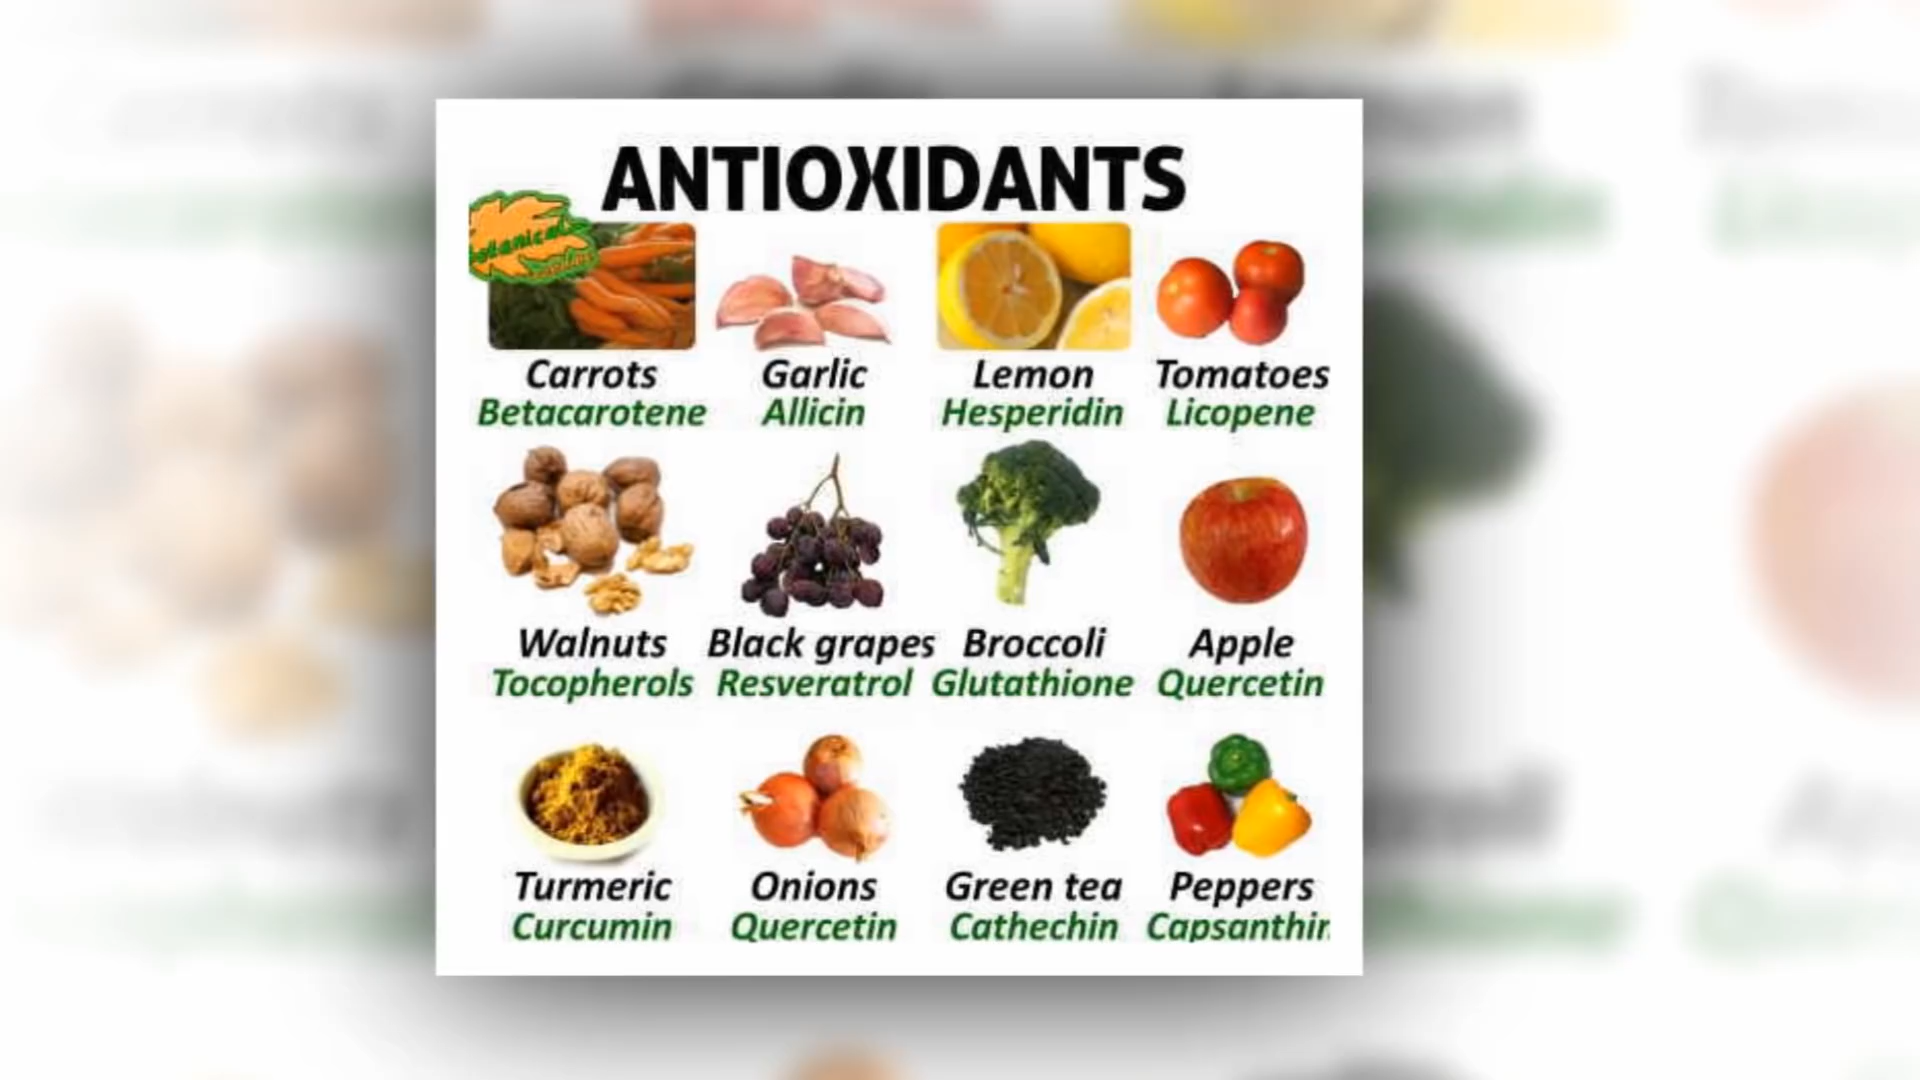 ANTIOXIDANTS
Carrots Garlic Lemon Tomatoes
Betacarotene Allicin Hesperidin Licopene
Walnuts Black grapes Broccoli Apple
Tocopherols Resveratrol Glutathione Quercetin
Turmeric Onions Green tea Peppers
Curcumin Quercetin Cathechin Capsanthin